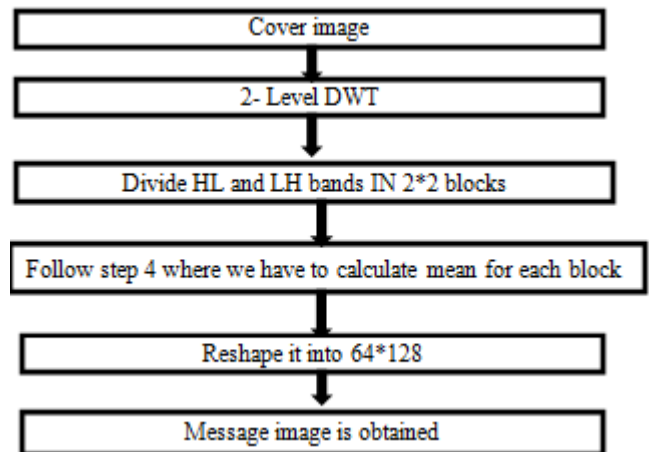 Cover image
2- Level DWT
Divide HL and LH bands IN 2*2 blocks
Follow step 4 where we have to calculate mean for each block
Reshape it into 64*128
Message image is obtained